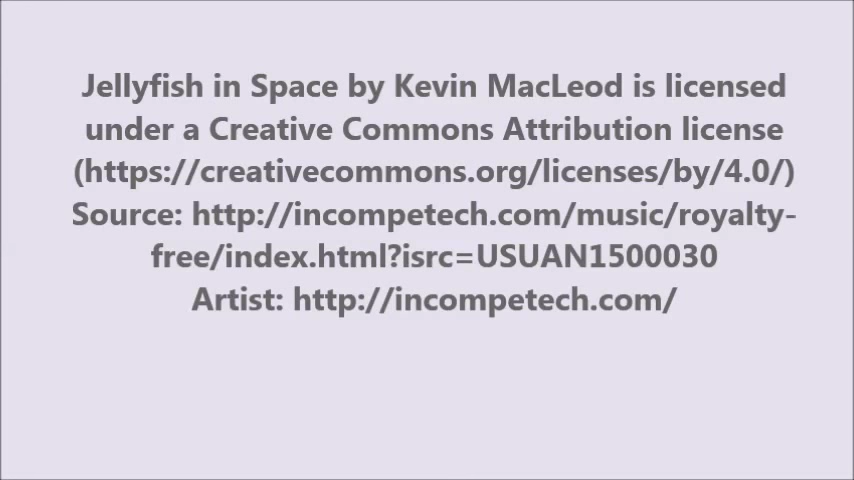 Jellyfish in Space by Kevin MacLeod is licensed
under a Creative Commons Attribution license
(https://creativecommons.org/licenses/by/4.0/)
Source: http://incompetech.com/music/royalty-
free/index.html?isrc=USUAN1500030
Artist: http://incompetech.com/